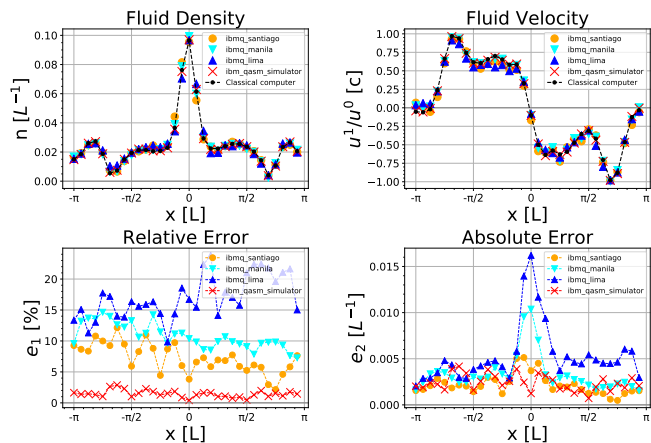 Fluid Density
n [L⁻¹]
0.10
0.08
0.06
0.04
0.02
0.00
ibmq_santiago
ibmq_manila
ibmq_lima
ibm_qasm_simulator
Classical computer
-π -π/2 0 π/2 π
x [L]
Fluid Velocity
u¹/u⁰ [c]
1.00
0.75
0.50
0.25
0.00
−0.25
−0.50
−0.75
−1.00
ibmq_santiago
ibmq_manila
ibmq_lima
ibm_qasm_simulator
Classical computer
-π -π/2 0 π/2 π
x [L]
Relative Error
e₁ [%]
25
20
15
10
5
0
ibmq_santiago
ibmq_manila
ibmq_lima
ibm_qasm_simulator
-π -π/2 0 π/2 π
x [L]
Absolute Error
e₂ [L⁻¹]
0.015
0.010
0.005
0.000
ibmq_santiago
ibmq_manila
ibmq_lima
ibm_qasm_simulator
-π -π/2 0 π/2 π
x [L]